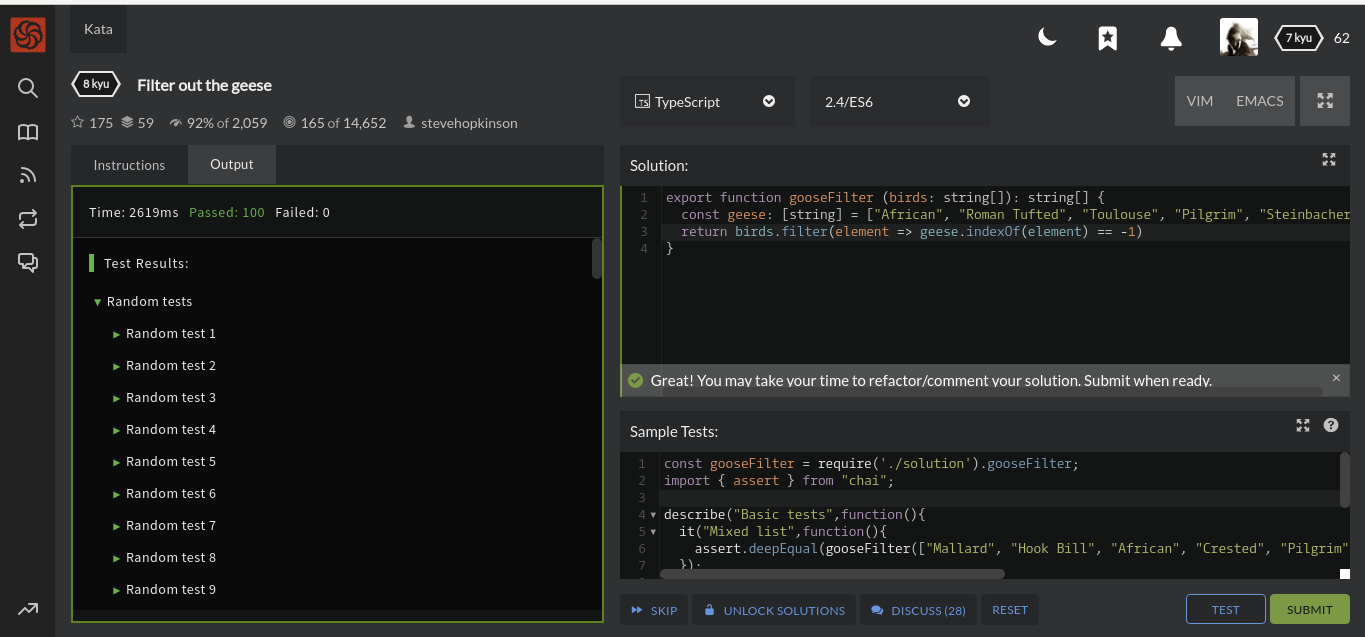 Kata
7 kyu 62
8 kyu Filter out the geese
175 59 92% of 2,059 165 of 14,652 stevehopkinson
TS TypeScript
2.4/ES6
VIM EMACS
Instructions Output
Time: 2619ms Passed: 100 Failed: 0
Test Results:
▼ Random tests
► Random test 1
► Random test 2
► Random test 3
► Random test 4
► Random test 5
► Random test 6
► Random test 7
► Random test 8
► Random test 9
Solution:
1 export function gooseFilter (birds: string[]): string[] {
2 const geese: [string] = ["African", "Roman Tufted", "Toulouse", "Pilgrim", "Steinbacher
3 return birds.filter(element => geese.indexOf(element) == -1)
4 }
Great! You may take your time to refactor/comment your solution. Submit when ready. ×
Sample Tests: ?
1 const gooseFilter = require('./solution').gooseFilter;
2 import { assert } from "chai";
3
4 ▼ describe("Basic tests",function(){
5 ▼ it("Mixed list",function(){
6 assert.deepEqual(gooseFilter(["Mallard", "Hook Bill", "African", "Crested", "Pilgrim"
7 });
SKIP UNLOCK SOLUTIONS DISCUSS (28) RESET TEST SUBMIT